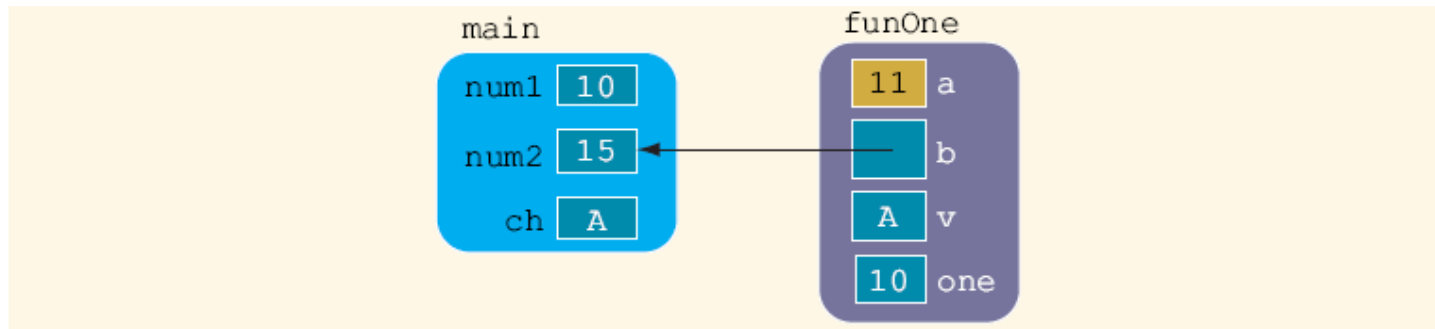 main
num1 10
num2 15
ch A
funOne
11 a
b
A v
10 one